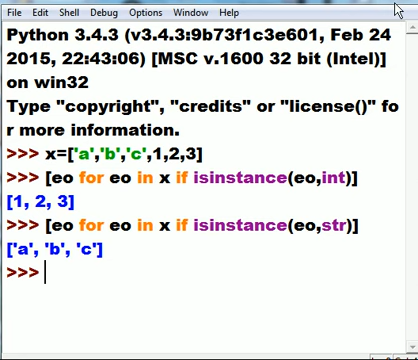 File Edit Shell Debug Options Window Help
Python 3.4.3 (v3.4.3:9b73f1c3e601, Feb 24
2015, 22:43:06) [MSC v.1600 32 bit (Intel)]
on win32
Type "copyright", "credits" or "license()" fo
r more information.
>>> x=['a','b','c',1,2,3]
>>> [eo for eo in x if isinstance(eo,int)]
[1, 2, 3]
>>> [eo for eo in x if isinstance(eo,str)]
['a', 'b', 'c']
>>>